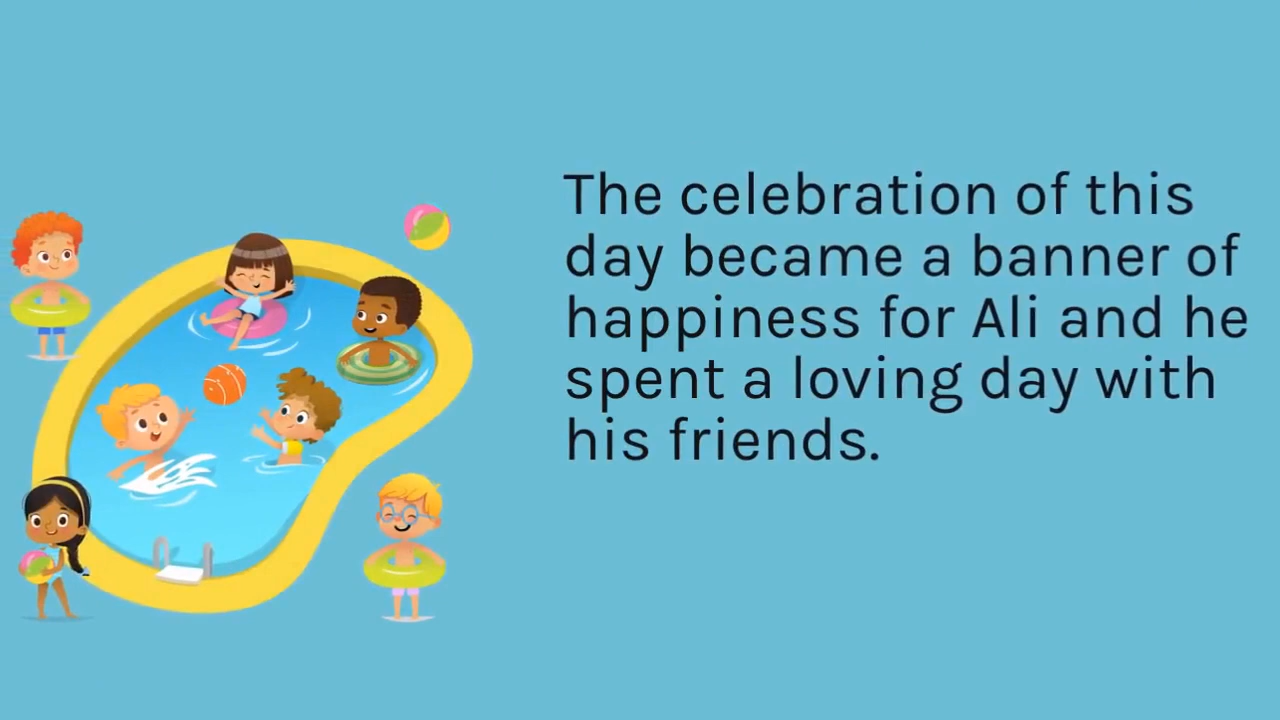 The celebration of this
day became a banner of
happiness for Ali and he
spent a loving day with
his friends.